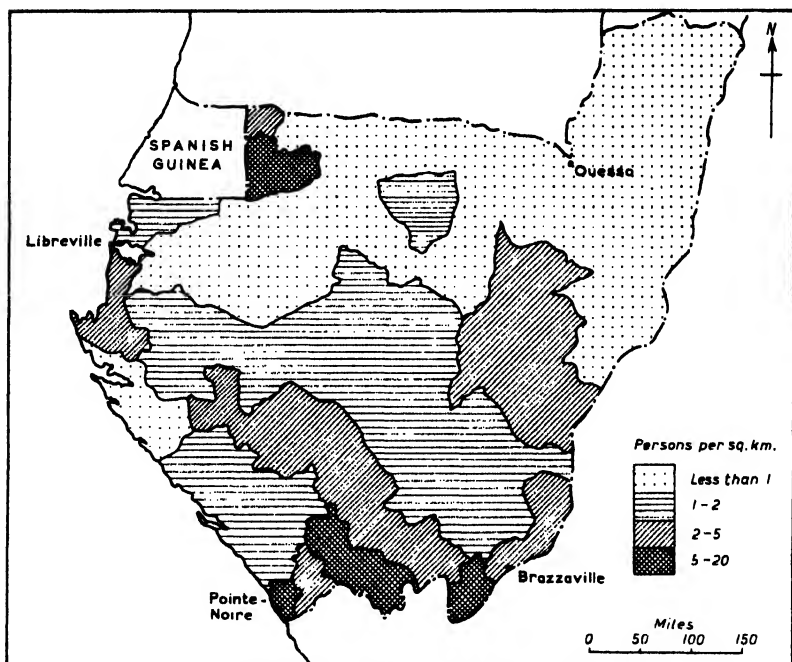 N
SPANISH
GUINEA
Ouesso
Libreville
Persons per sq. km.
Less than 1
1-2
2-5
5-20
Brazzaville
Pointe-
Noire
Miles
0 50 100 150